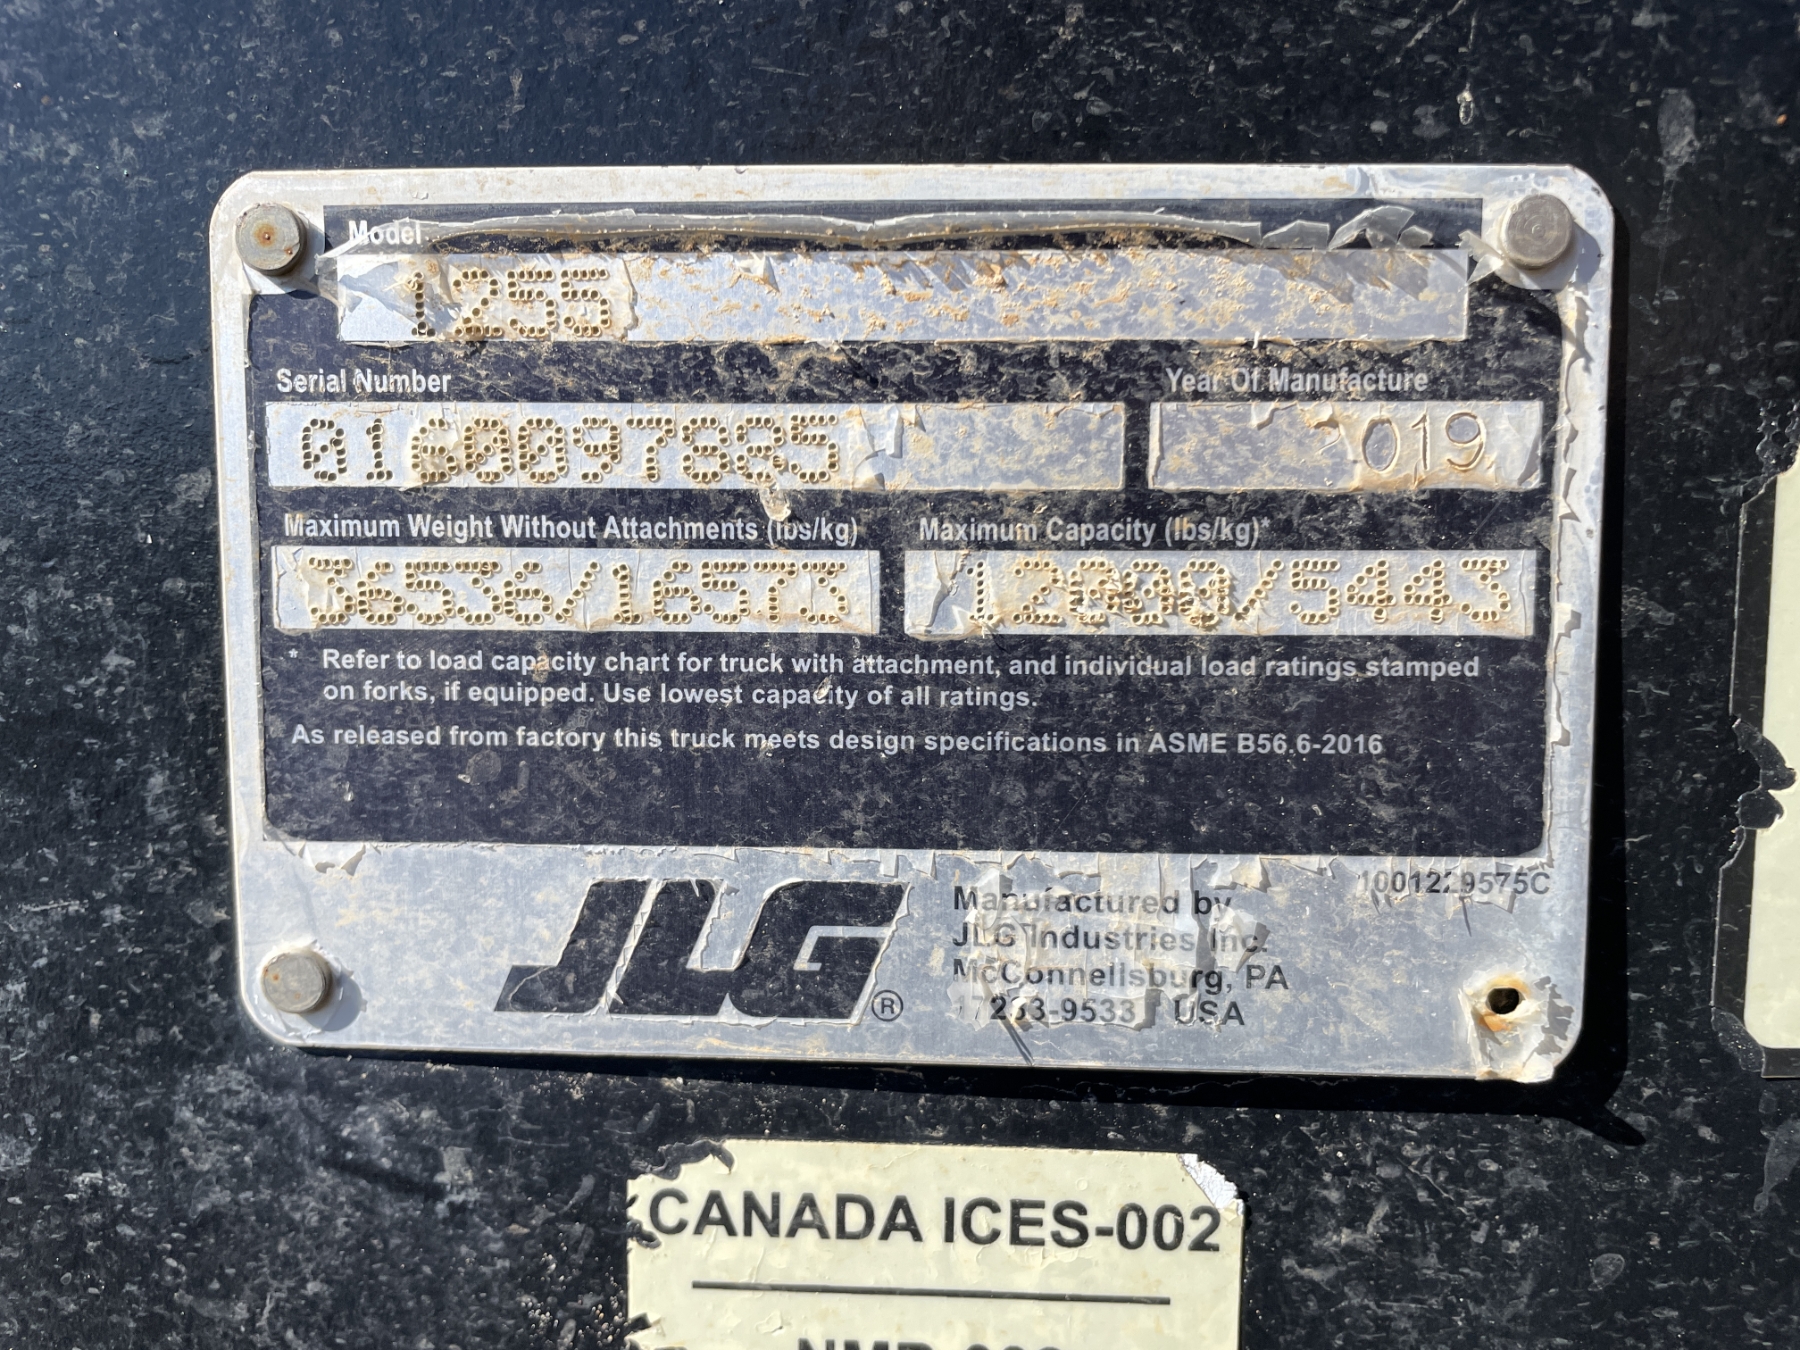 Model
1255
Serial Number
Year Of Manufacture
0160097885
019
Maximum Weight Without Attachments (lbs/kg)
Maximum Capacity (lbs/kg)*
36536/16573
12000/5443
* Refer to load capacity chart for truck with attachment, and individual load ratings stamped
on forks, if equipped. Use lowest capacity of all ratings.
As released from factory this truck meets design specifications in ASME B56.6-2016
1001229575C
JLG®
Manufactured by
JLG Industries Inc.
McConnellsburg, PA
17233-9533 USA
CANADA ICES-002